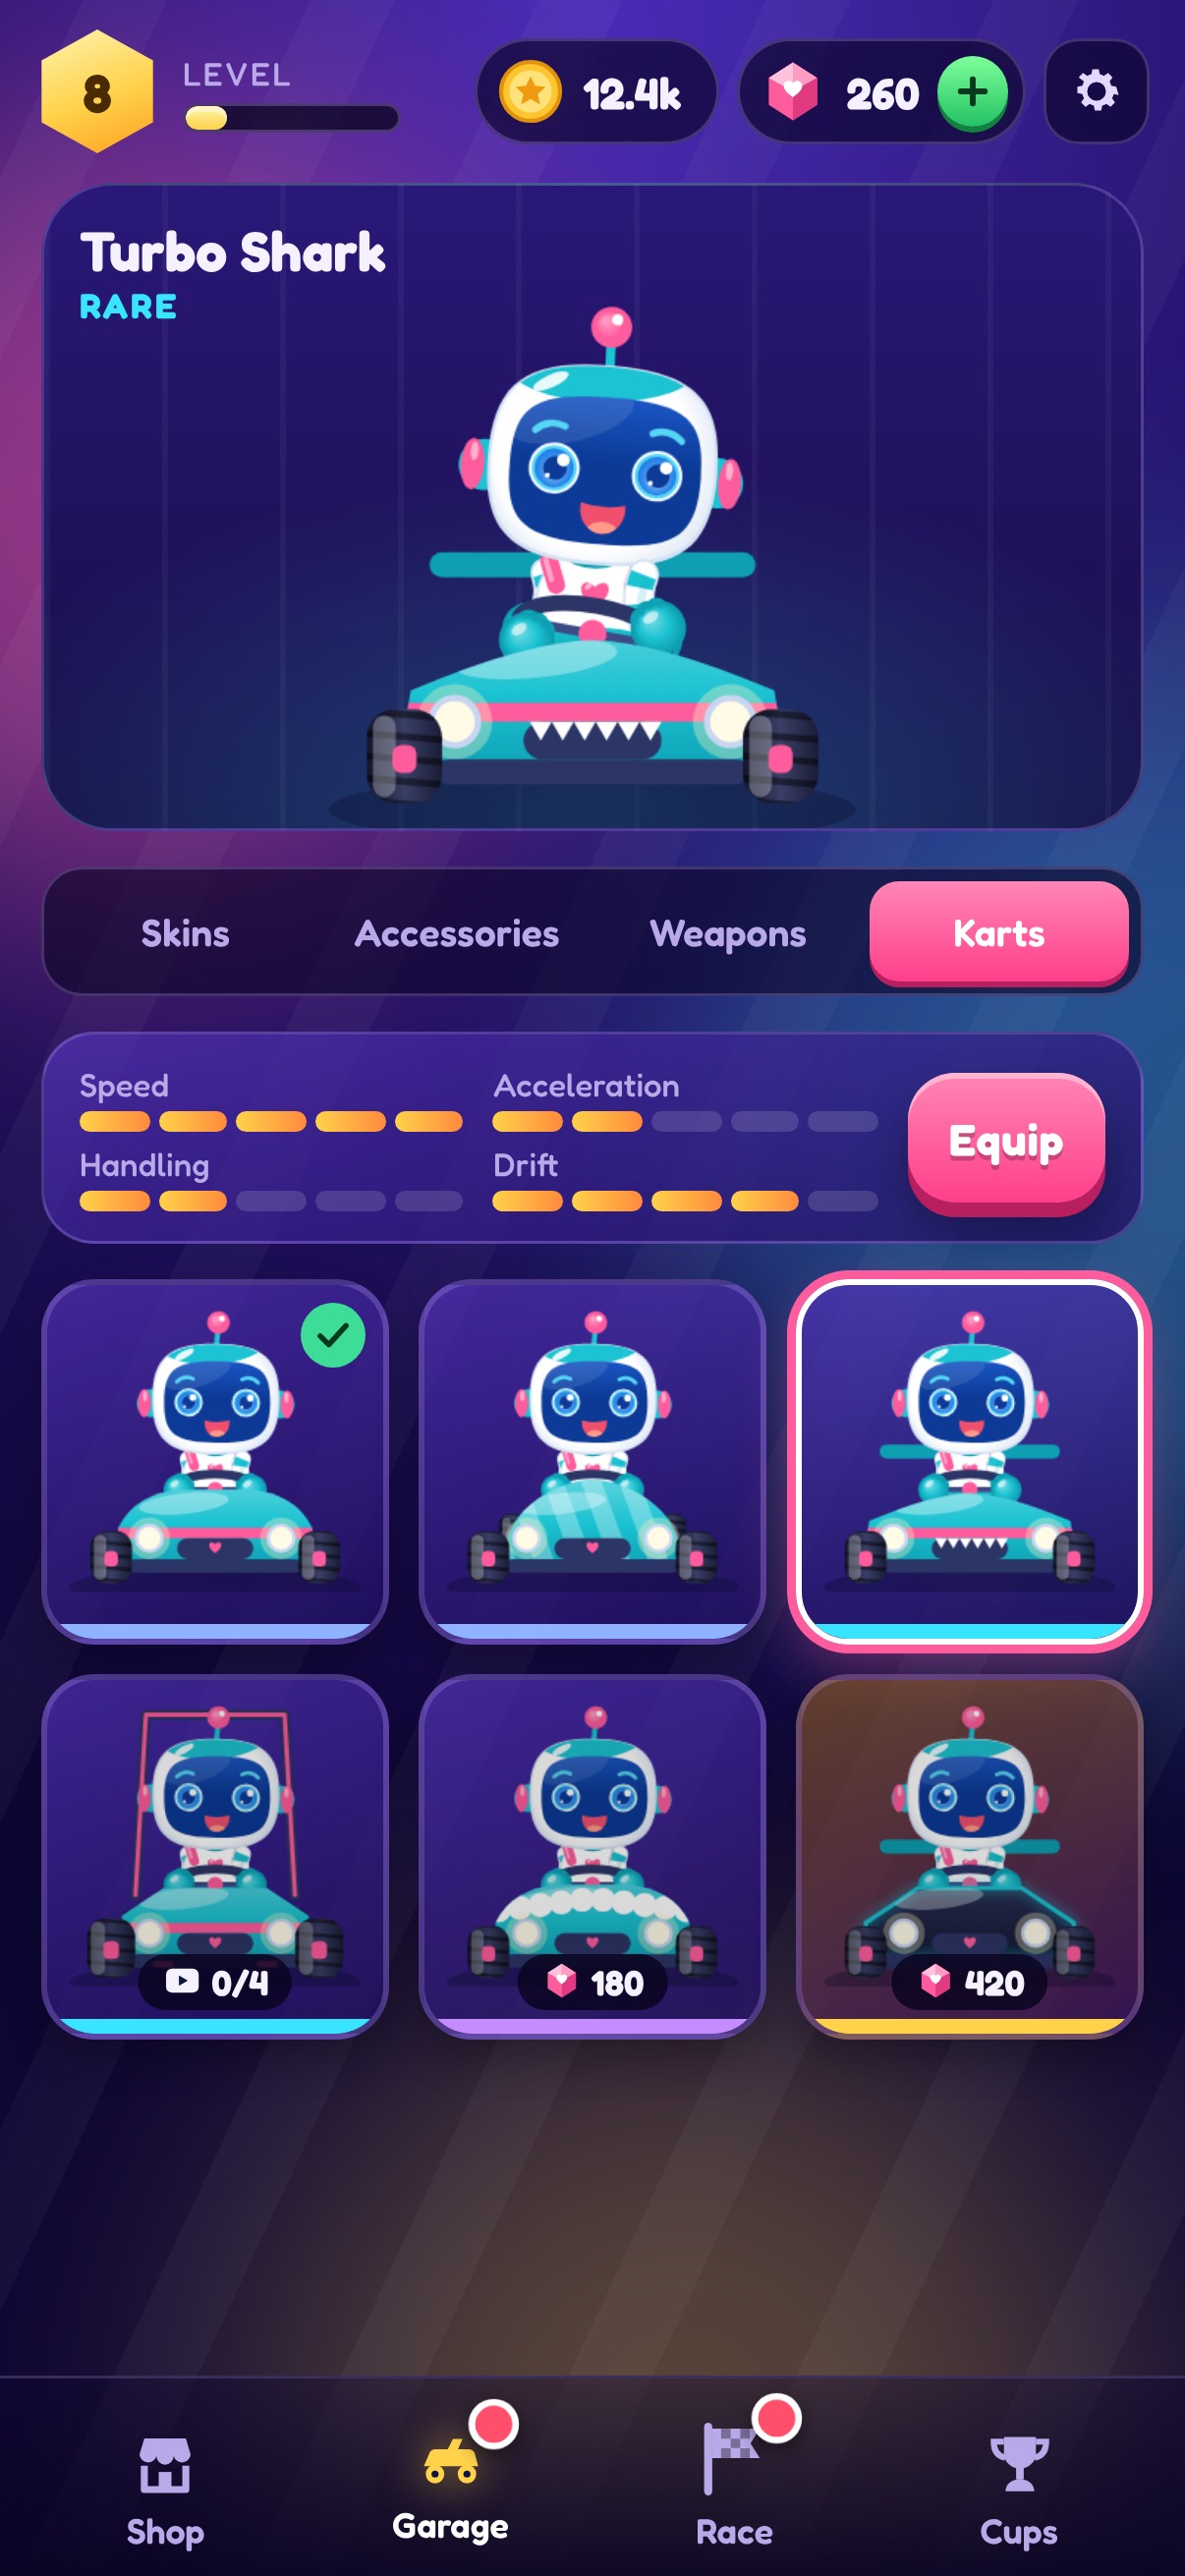 8
LEVEL
12.4k
260
Turbo Shark
RARE
Skins
Accessories
Weapons
Karts
Speed
Acceleration
Handling
Drift
Equip
0/4
180
420
Shop
Garage
Race
Cups